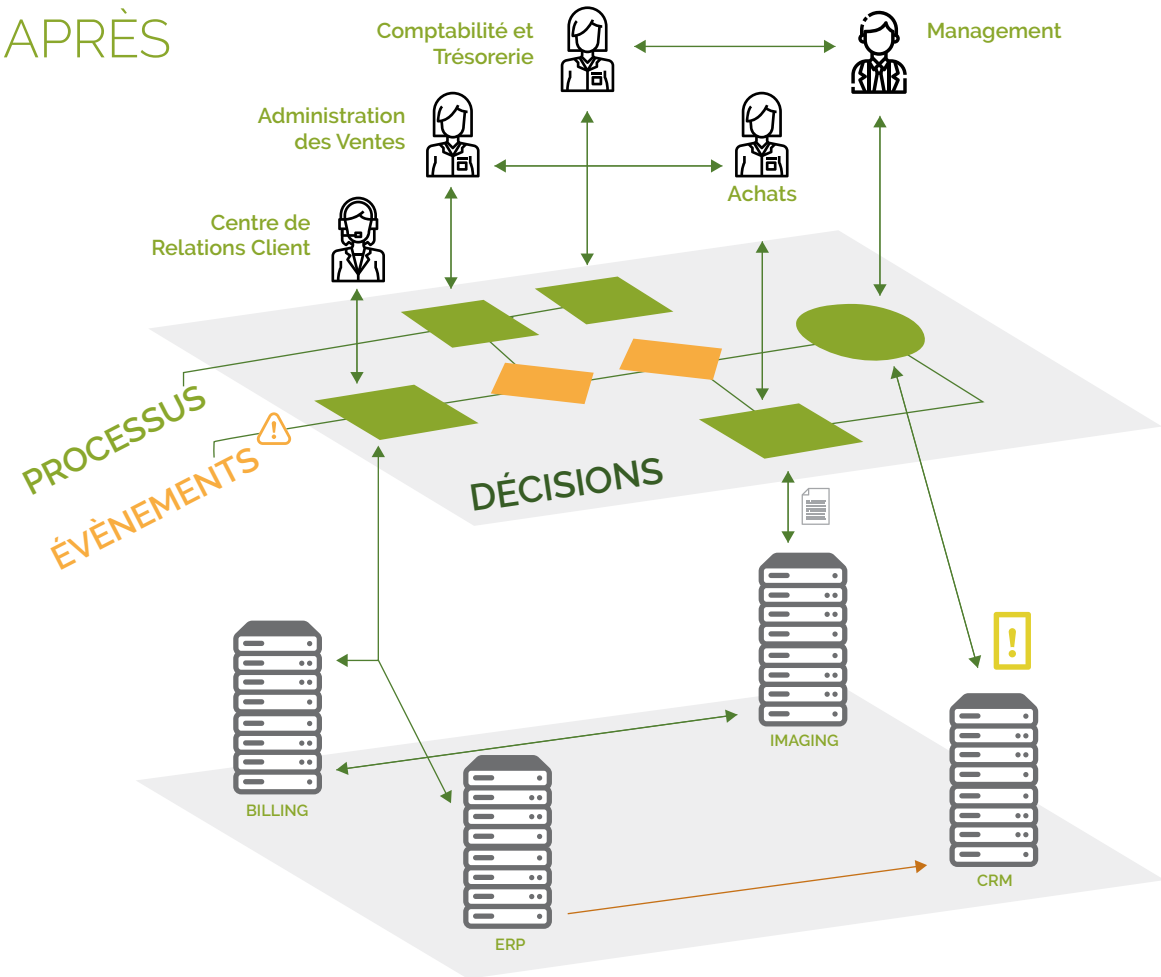 APRÈS
Comptabilité et
Trésorerie
Management
Administration
des Ventes
Achats
Centre de
Relations Client
PROCESSUS
ÉVÈNEMENTS
!
DÉCISIONS
!
IMAGING
BILLING
CRM
ERP